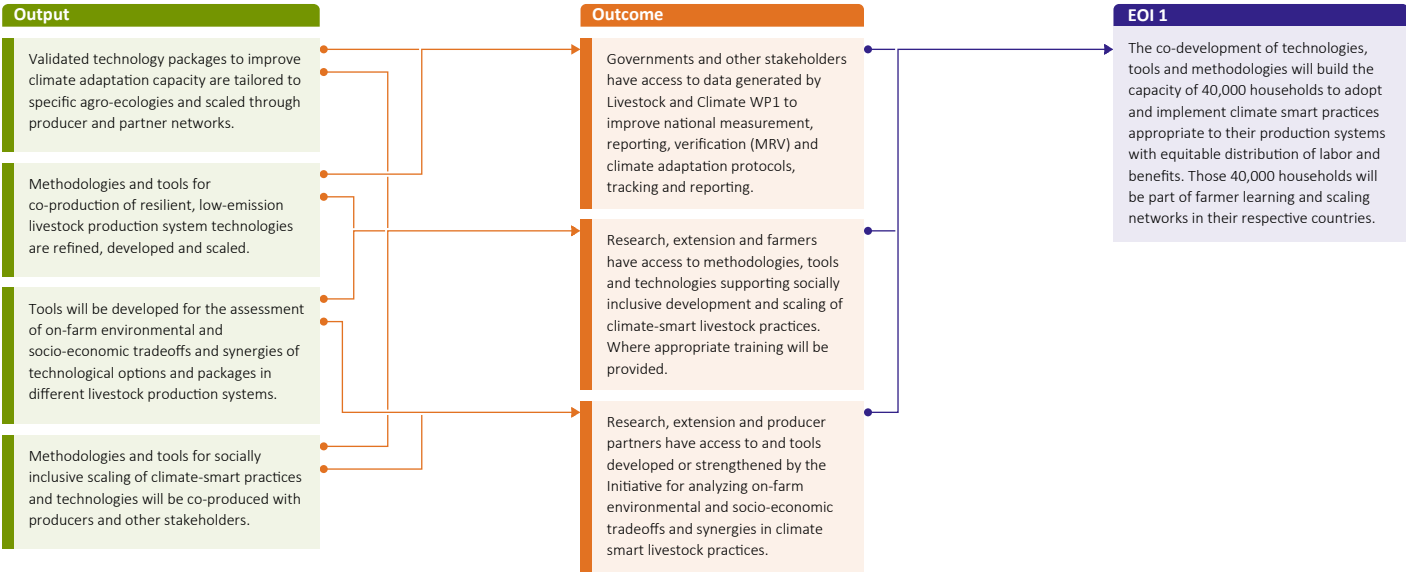 Output
Validated technology packages to improve
climate adaptation capacity are tailored to
specific agro-ecologies and scaled through
producer and partner networks.
Methodologies and tools for
co-production of resilient, low-emission
livestock production system technologies
are refined, developed and scaled.
Tools will be developed for the assessment
of on-farm environmental and
socio-economic tradeoffs and synergies of
technological options and packages in
different livestock production systems.
Methodologies and tools for socially
inclusive scaling of climate-smart practices
and technologies will be co-produced with
producers and other stakeholders.
Outcome
Governments and other stakeholders
have access to data generated by
Livestock and Climate WP1 to
improve national measurement,
reporting, verification (MRV) and
climate adaptation protocols,
tracking and reporting.
Research, extension and farmers
have access to methodologies, tools
and technologies supporting socially
inclusive development and scaling of
climate-smart livestock practices.
Where appropriate training will be
provided.
Research, extension and producer
partners have access to and tools
developed or strengthened by the
Initiative for analyzing on-farm
environmental and socio-economic
tradeoffs and synergies in climate
smart livestock practices.
EOI 1
The co-development of technologies,
tools and methodologies will build the
capacity of 40,000 households to adopt
and implement climate smart practices
appropriate to their production systems
with equitable distribution of labor and
benefits. Those 40,000 households will
be part of farmer learning and scaling
networks in their respective countries.